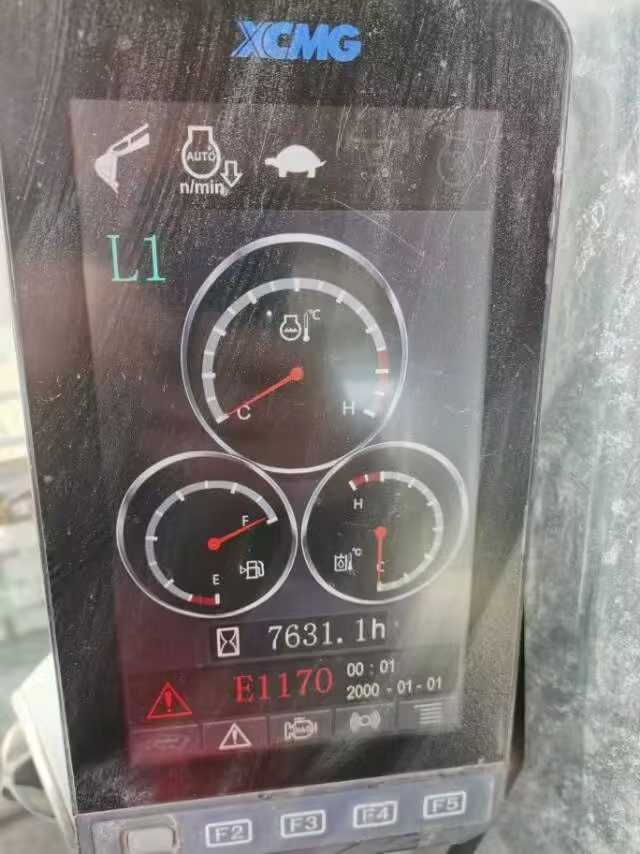 XCMG
AUTO
n/min
L1
°C
C H
F
E
H
°C
C
7631.1h
E1170
00:01
2000-01-01
F2 F3 F4 F5